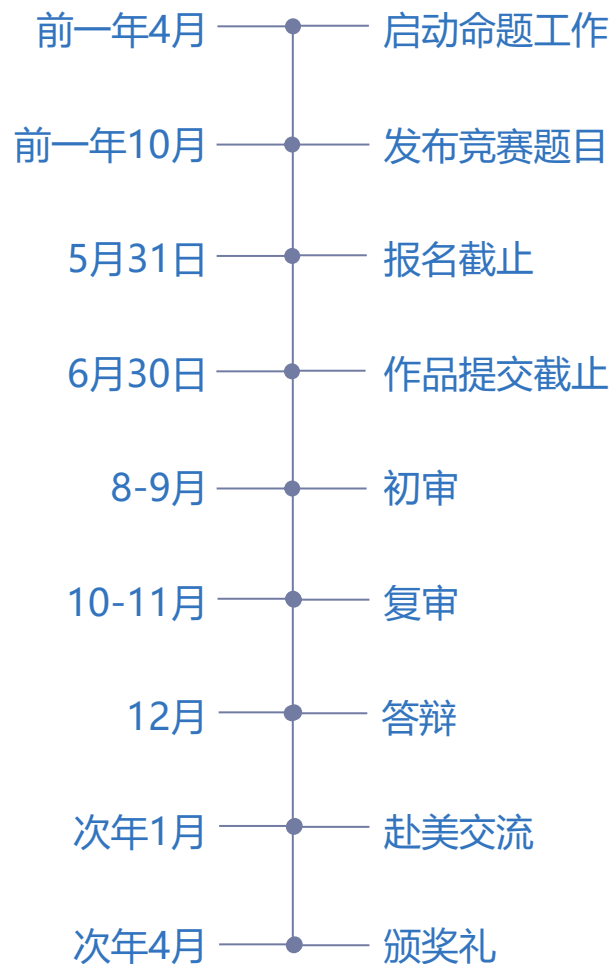 前一年4月 启动命题工作
前一年10月 发布竞赛题目
5月31日 报名截止
6月30日 作品提交截止
8-9月 初审
10-11月 复审
12月 答辩
次年1月 赴美交流
次年4月 颁奖礼